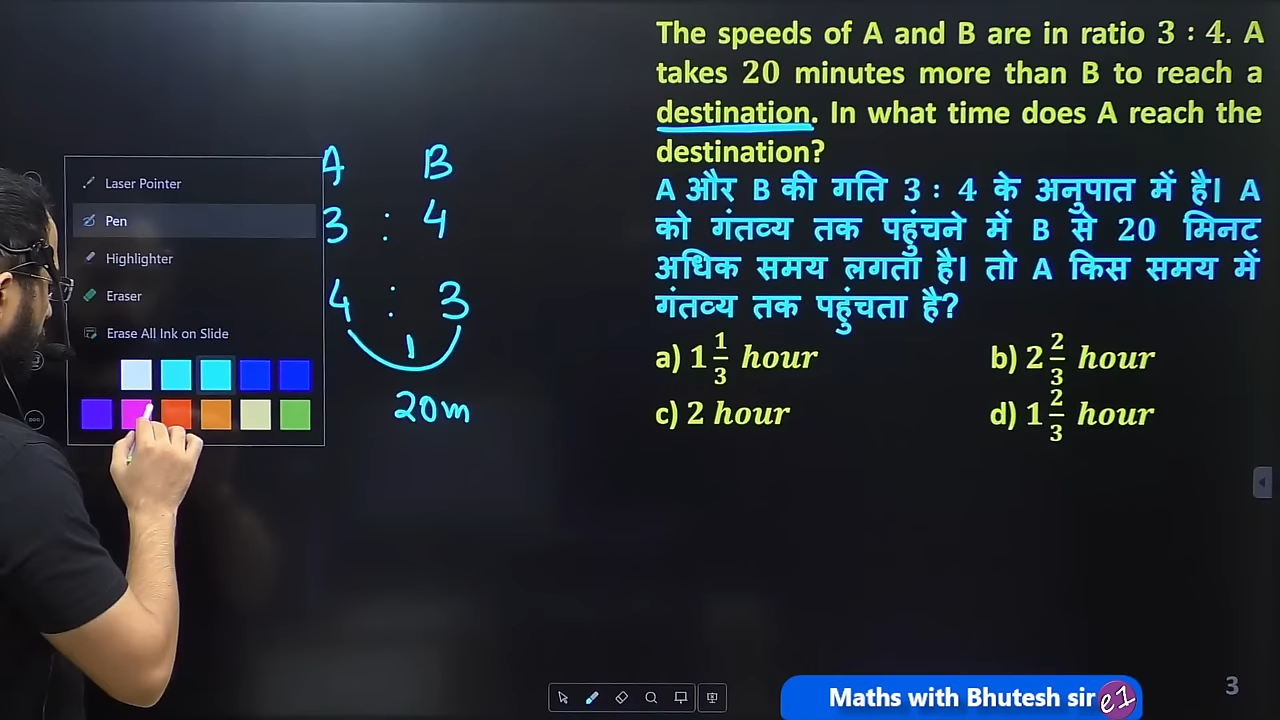 The speeds of A and B are in ratio 3 : 4. A
takes 20 minutes more than B to reach a
destination. In what time does A reach the
destination?
A और B की गति 3 : 4 के अनुपात में है। A
को गंतव्य तक पहुंचने में B से 20 मिनट
अधिक समय लगता है। तो A किस समय में
गंतव्य तक पहुंचता है?
a) 1 1/3 hour b) 2 2/3 hour
c) 2 hour d) 1 2/3 hour
A B
3 : 4
4 : 3
1
20m
Laser Pointer
Pen
Highlighter
Eraser
Erase All Ink on Slide
Maths with Bhutesh sir e1
3